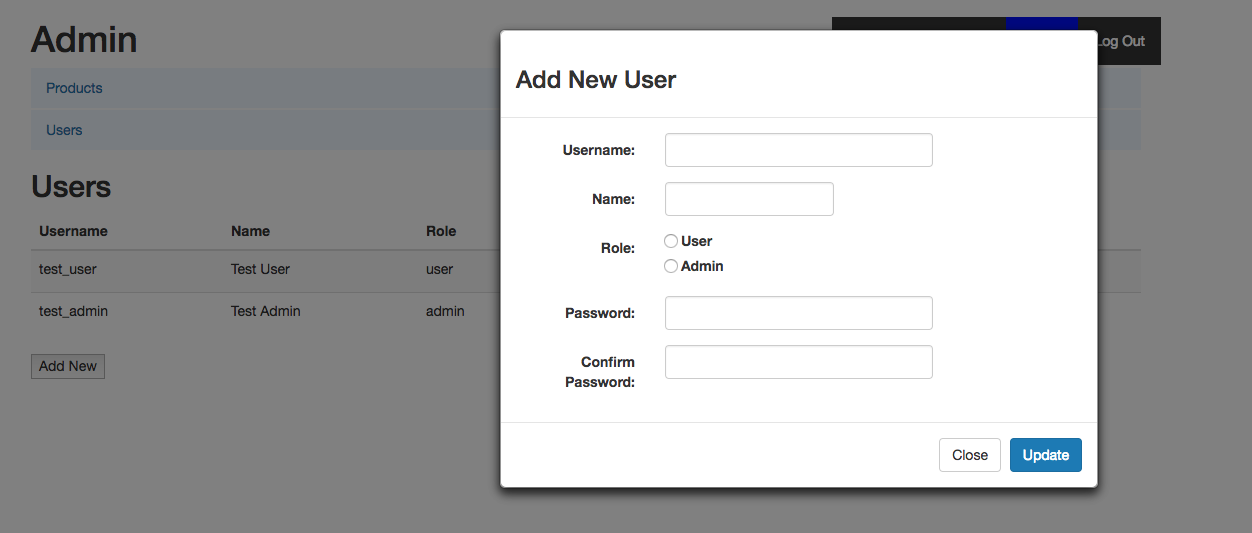 Admin
Log Out
Products
Users
Users
Username Name Role
test_user Test User user
test_admin Test Admin admin
Add New
Add New User
Username:
Name:
Role:
User
Admin
Password:
Confirm
Password:
Close Update